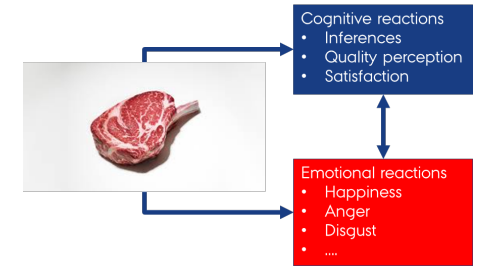 Cognitive reactions
• Inferences
• Quality perception
• Satisfaction
Emotional reactions
• Happiness
• Anger
• Disgust
• ....